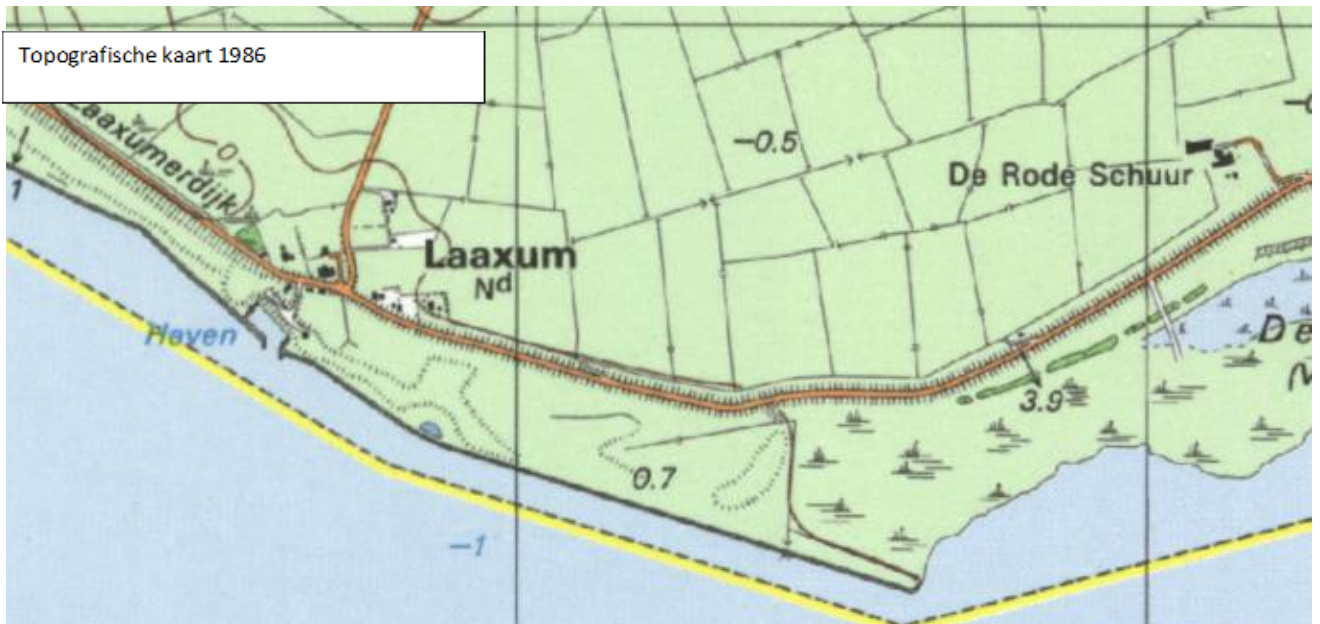 Topografische kaart 1986
Laaxumerdijk
0
1
-0.5
De Rode Schuur
-0
Laaxum
Nd
Haven
De
3.9
0.7
-1